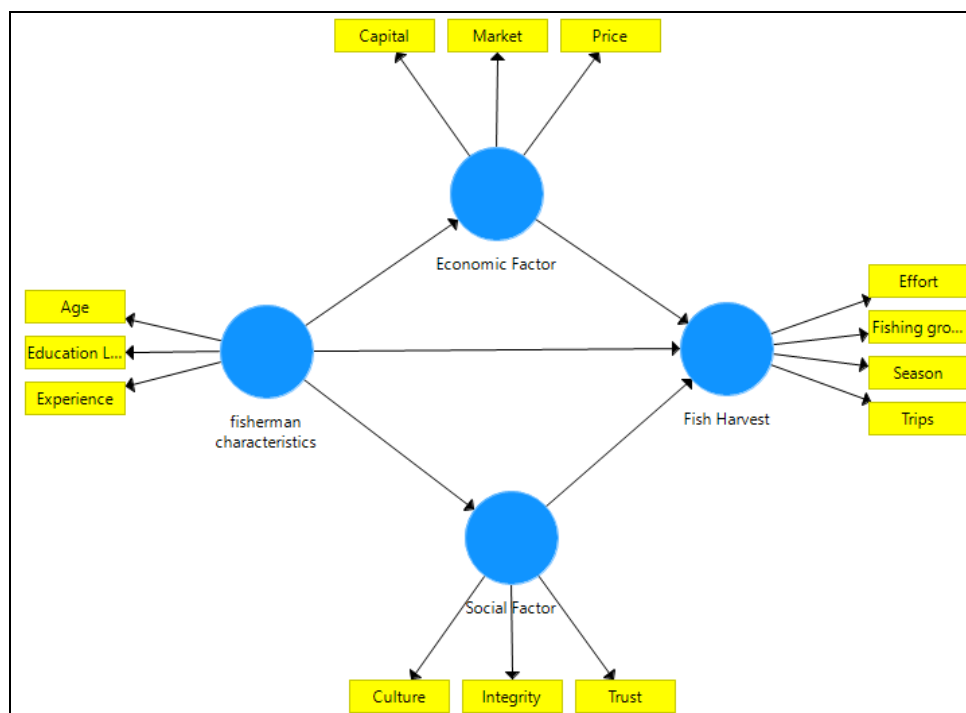 Capital
Market
Price
Economic Factor
Age
Education L...
Experience
fisherman
characteristics
Effort
Fishing gro...
Season
Trips
Fish Harvest
Social Factor
Culture
Integrity
Trust